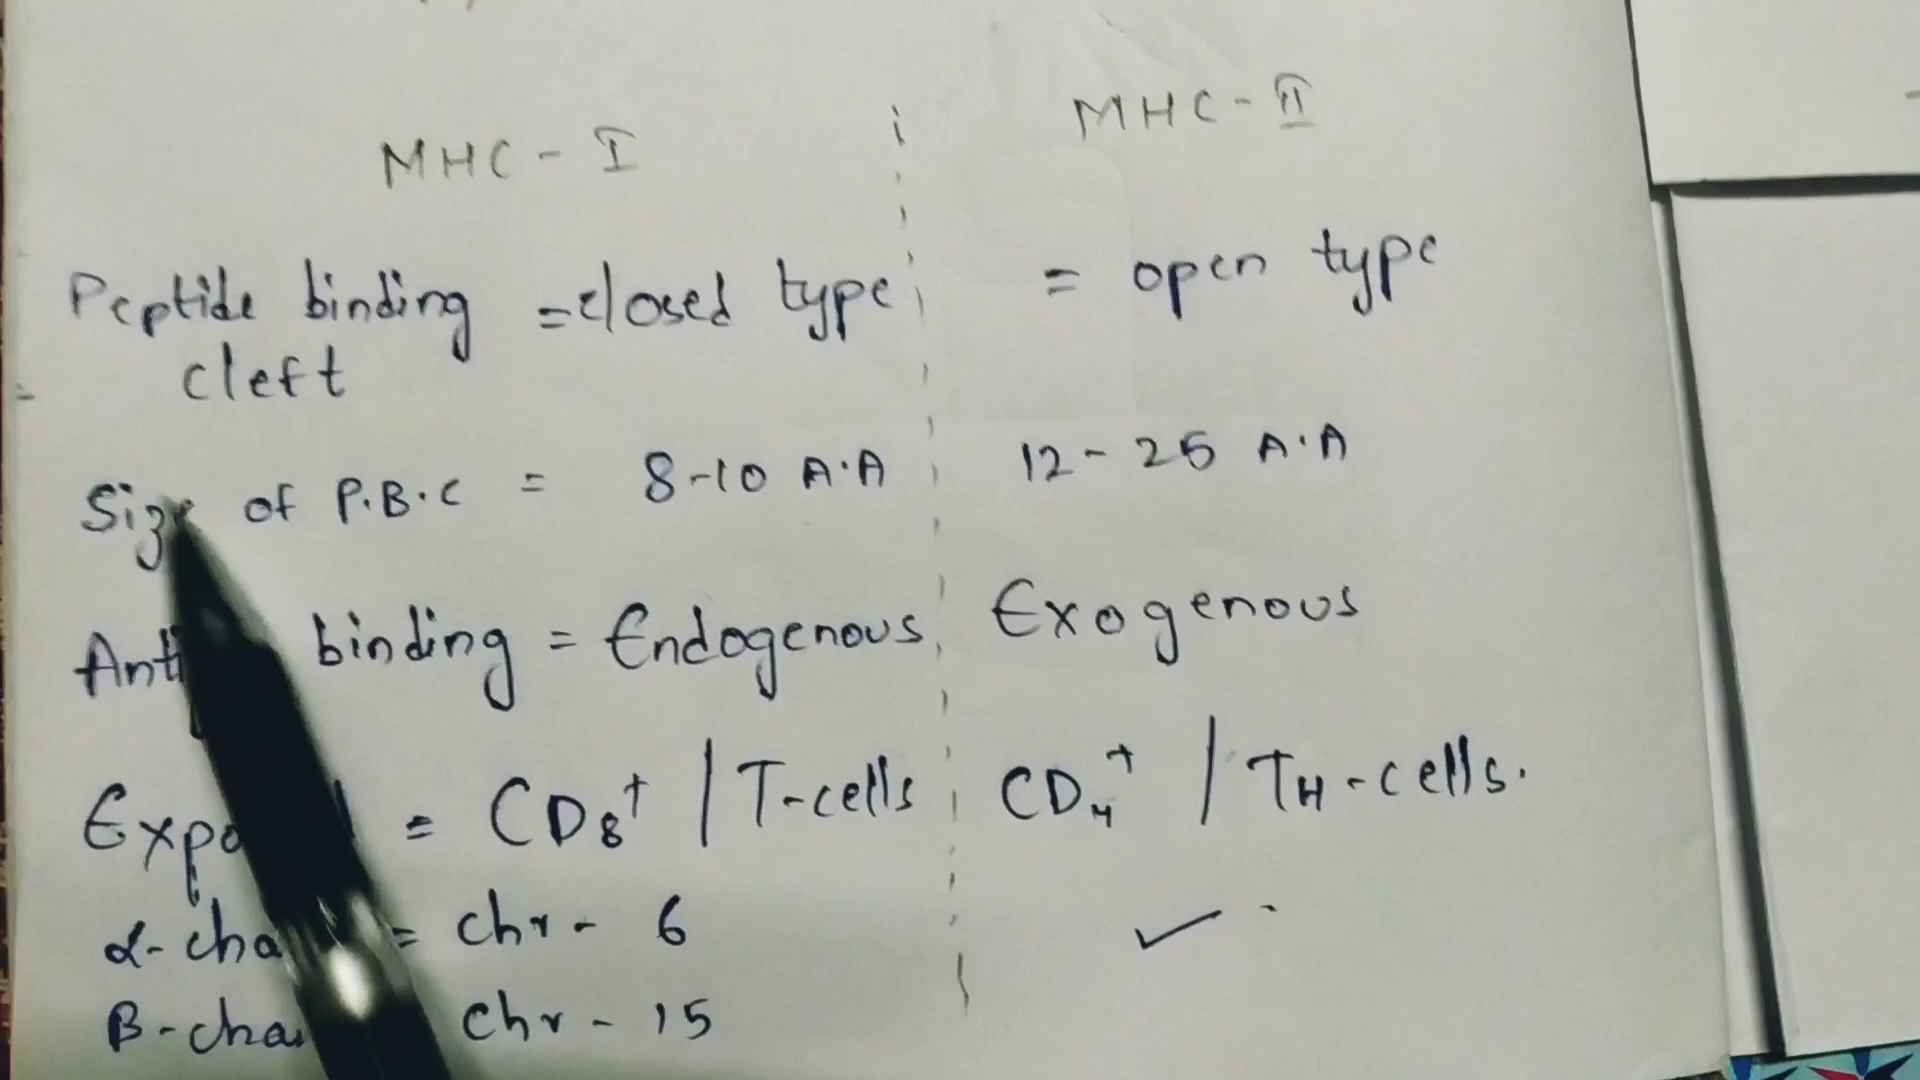 MHC - I MHC - II
Peptide binding = closed type = open type
cleft
Size of P.B.C = 8-10 A.A 12 - 25 A.A
binding = Endogenous Exogenous
= CD8+ / T-cells CD4+ / TH-cells.
= chr - 6 ✓
chr - 15